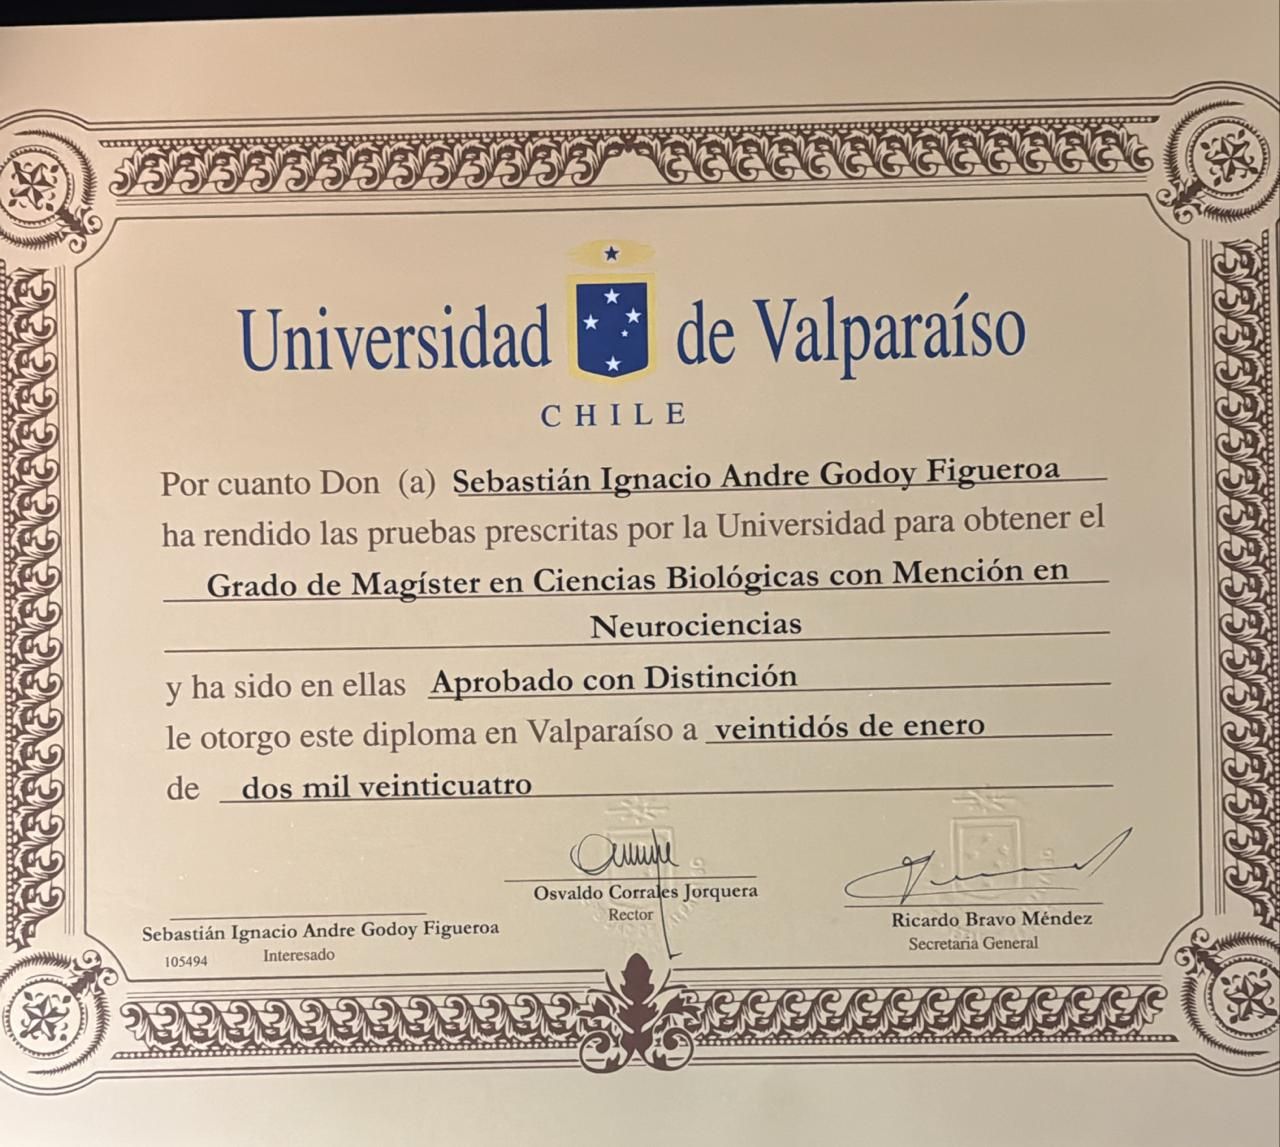 Universidad de Valparaíso
CHILE
Por cuanto Don (a) Sebastián Ignacio Andre Godoy Figueroa
ha rendido las pruebas prescritas por la Universidad para obtener el
Grado de Magíster en Ciencias Biológicas con Mención en
Neurociencias
y ha sido en ellas Aprobado con Distinción
le otorgo este diploma en Valparaíso a veintidós de enero
de dos mil veinticuatro
Osvaldo Corrales Jorquera
Rector
Ricardo Bravo Méndez
Secretaria General
Sebastián Ignacio Andre Godoy Figueroa
105494 Interesado